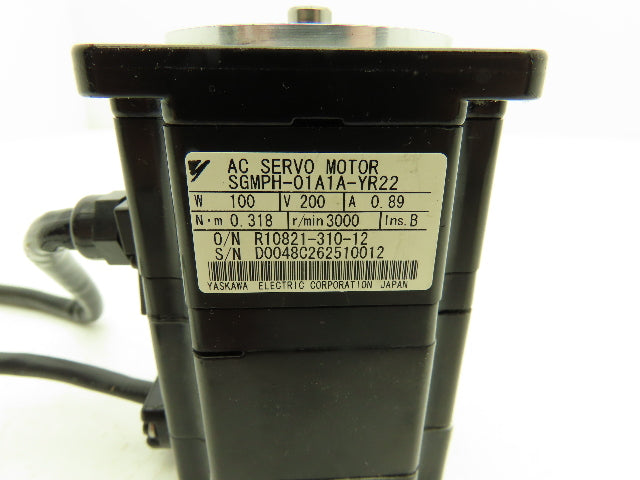 AC SERVO MOTOR
SGMPH-01A1A-YR22
W 100 V 200 A 0.89
N·m 0.318 r/min 3000 Ins. B
O/N R10821-310-12
S/N D0048C262510012
YASKAWA ELECTRIC CORPORATION JAPAN